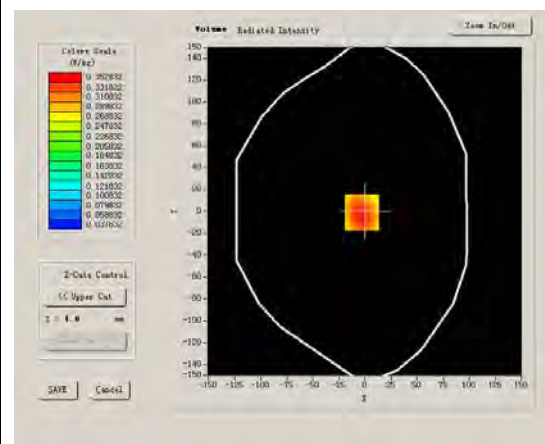 Volume Radiated Intensity
Zoom In/Out
Colors Scale
(W/kg)
0.352832
0.331832
0.310832
0.289832
0.268832
0.247832
0.226832
0.205832
0.184832
0.163832
0.142832
0.121832
0.100832
0.079832
0.058832
0.037832
Z-Cuts Control
<< Upper Cut
Z = 4.0 mm
SAVE
Cancel
150
140
120
100
80
60
40
20
0
-20
-40
-60
-80
-100
-120
-140
-150
Y
-150 -125 -100 -75 -50 -25 0 25 50 75 100 125 150
X